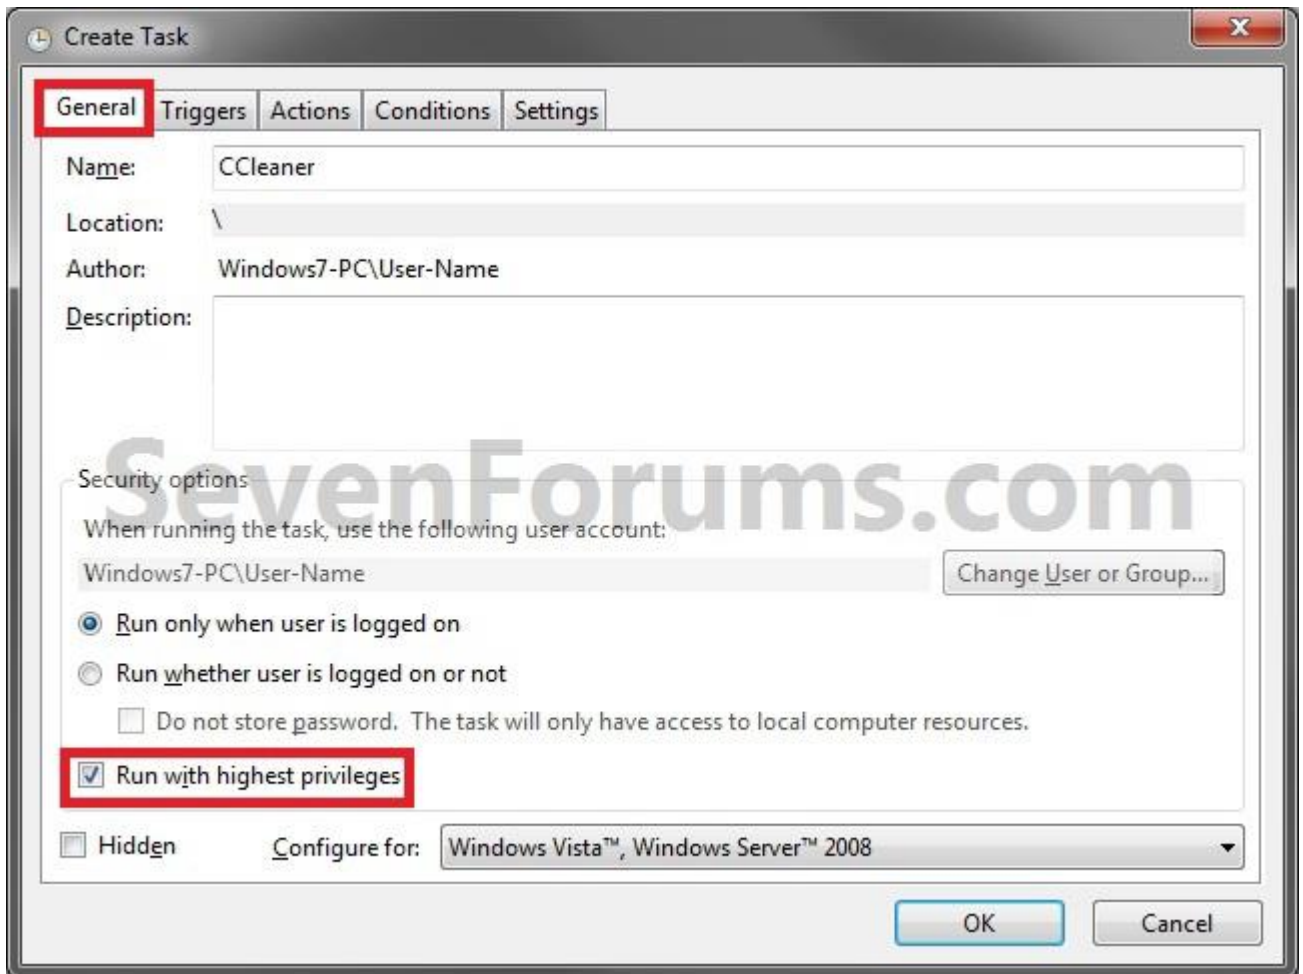 Create Task
General Triggers Actions Conditions Settings
Name: CCleaner
Location: \
Author: Windows7-PC\User-Name
Description:
SevenForums.com
Security options
When running the task, use the following user account:
Windows7-PC\User-Name Change User or Group...
Run only when user is logged on
Run whether user is logged on or not
Do not store password. The task will only have access to local computer resources.
Run with highest privileges
Hidden Configure for: Windows Vista™, Windows Server™ 2008
OK Cancel